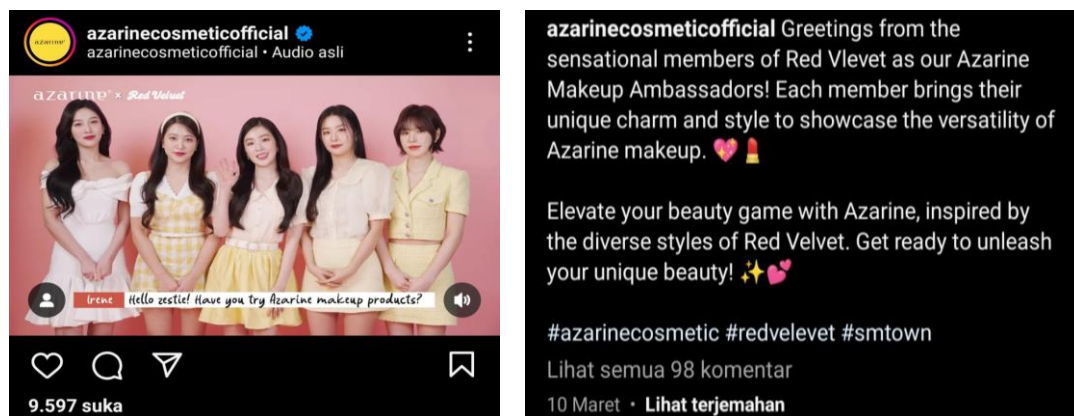 azarine
azarinecosmeticofficial
azarinecosmeticofficial • Audio asli
azarine × Red Velvet
Irene Hello zestie! Have you try Azarine makeup products?
9.597 suka
azarinecosmeticofficial Greetings from the
sensational members of Red Vlevet as our Azarine
Makeup Ambassadors! Each member brings their
unique charm and style to showcase the versatility of
Azarine makeup. 💖💄
Elevate your beauty game with Azarine, inspired by
the diverse styles of Red Velvet. Get ready to unleash
your unique beauty! ✨💕
#azarinecosmetic #redvelevet #smtown
Lihat semua 98 komentar
10 Maret • Lihat terjemahan